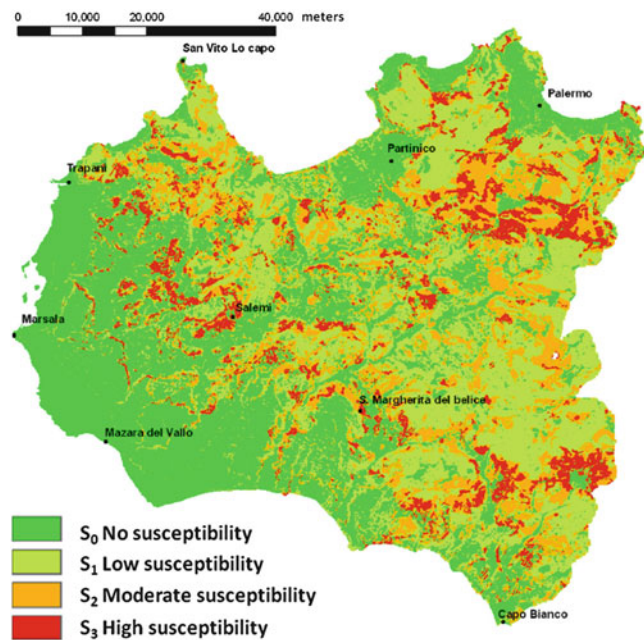 0 10,000 20,000 40,000 meters
San Vito Lo capo
Palermo
Partinico
Trapani
Salemi
Marsala
S. Margherita del belice
Mazara del Vallo
S₀ No susceptibility
S₁ Low susceptibility
S₂ Moderate susceptibility
S₃ High susceptibility
Capo Bianco